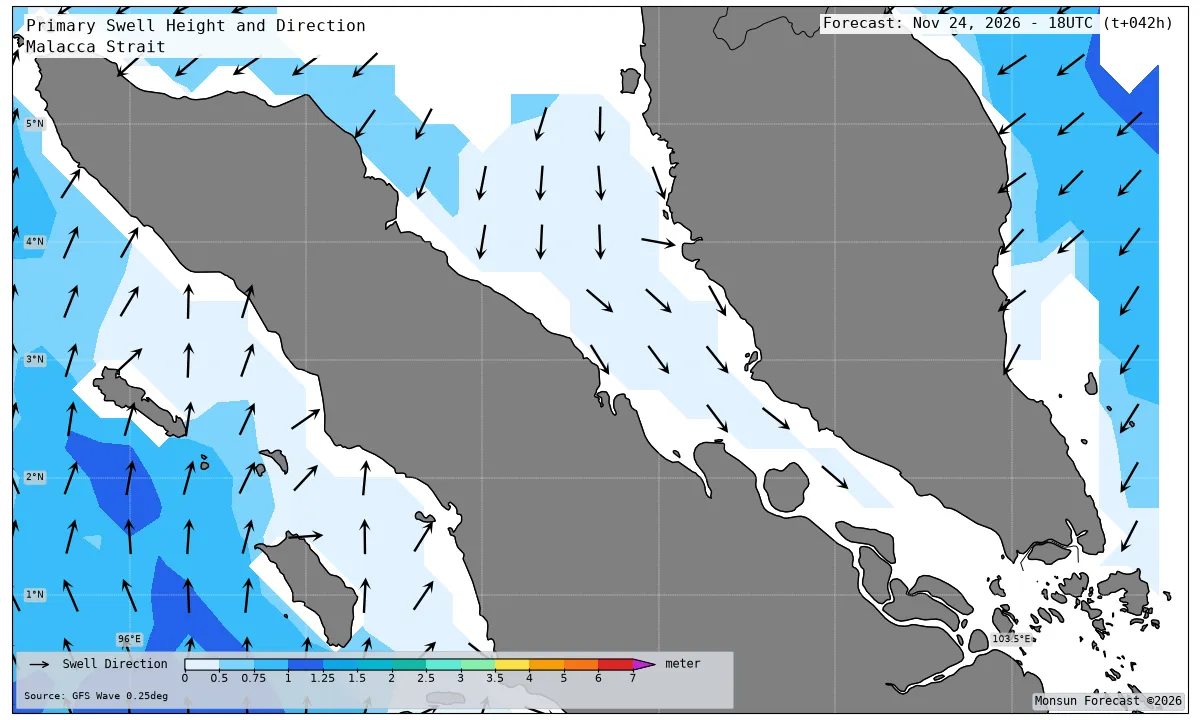 Primary Swell Height and Direction
Malacca Strait
Forecast: Nov 24, 2026 - 18UTC (t+042h)
5°N
4°N
3°N
2°N
1°N
96°E
103.5°E
Swell Direction
meter
0 0.5 0.75 1 1.25 1.5 2 2.5 3 3.5 4 5 6 7
Source: GFS Wave 0.25deg
Monsun Forecast ©2026